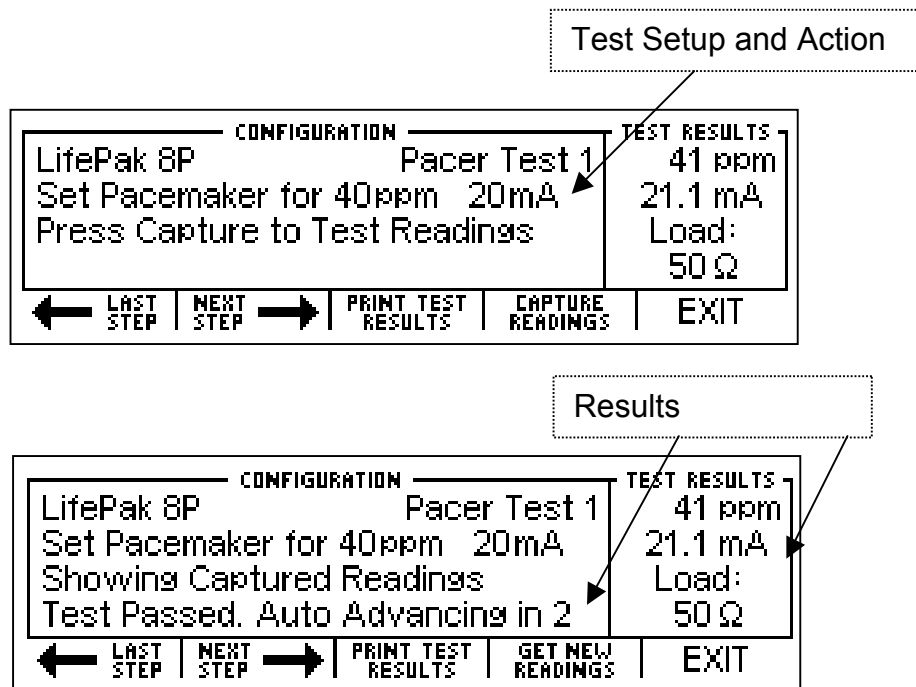 Test Setup and Action
CONFIGURATION
TEST RESULTS
LifePak 8P Pacer Test 1
41 ppm
Set Pacemaker for 40ppm 20mA
21.1 mA
Press Capture to Test Readings
Load:
50 Ω
LAST STEP
NEXT STEP
PRINT TEST RESULTS
CAPTURE READINGS
EXIT
Results
CONFIGURATION
TEST RESULTS
LifePak 8P Pacer Test 1
41 ppm
Set Pacemaker for 40ppm 20mA
21.1 mA
Showing Captured Readings
Load:
Test Passed. Auto Advancing in 2
50 Ω
LAST STEP
NEXT STEP
PRINT TEST RESULTS
GET NEW READINGS
EXIT